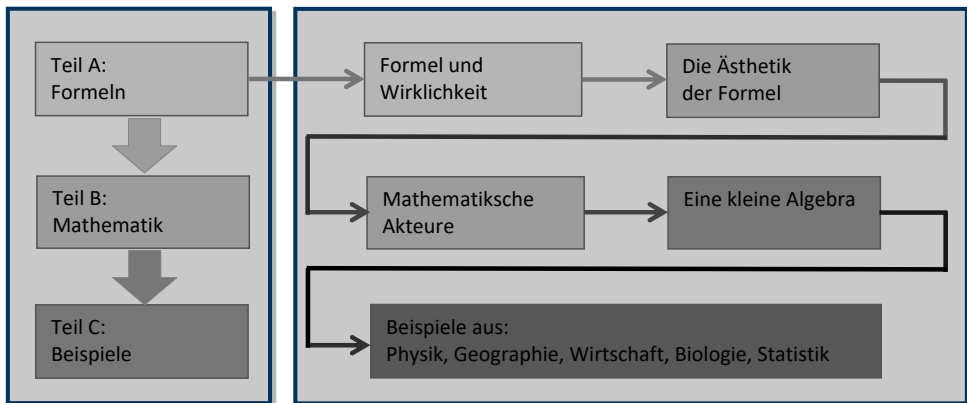 Teil A:
Formeln
Formel und
Wirklichkeit
Die Ästhetik
der Formel
Teil B:
Mathematik
Mathematiksche
Akteure
Eine kleine Algebra
Teil C:
Beispiele
Beispiele aus:
Physik, Geographie, Wirtschaft, Biologie, Statistik